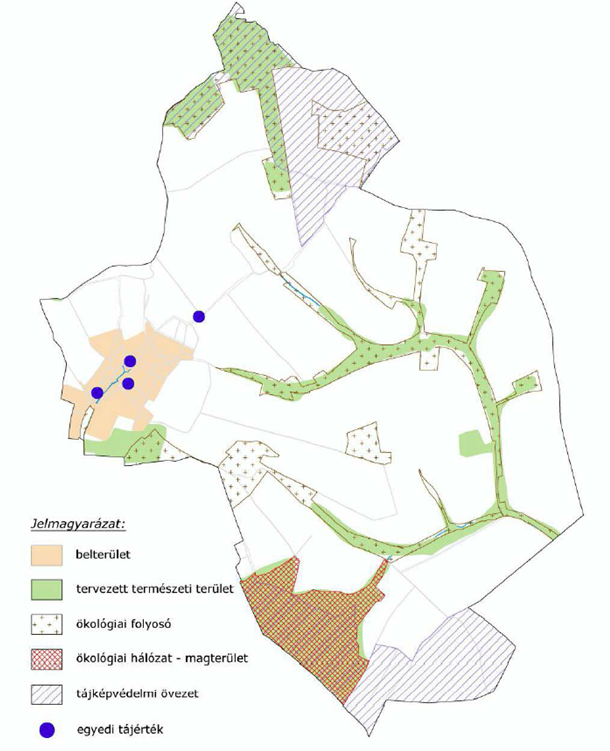 Jelmagyarázat:
belterület
tervezett természeti terület
ökológiai folyosó
ökológiai hálózat - magterület
tájképvédelmi övezet
egyedi tájérték